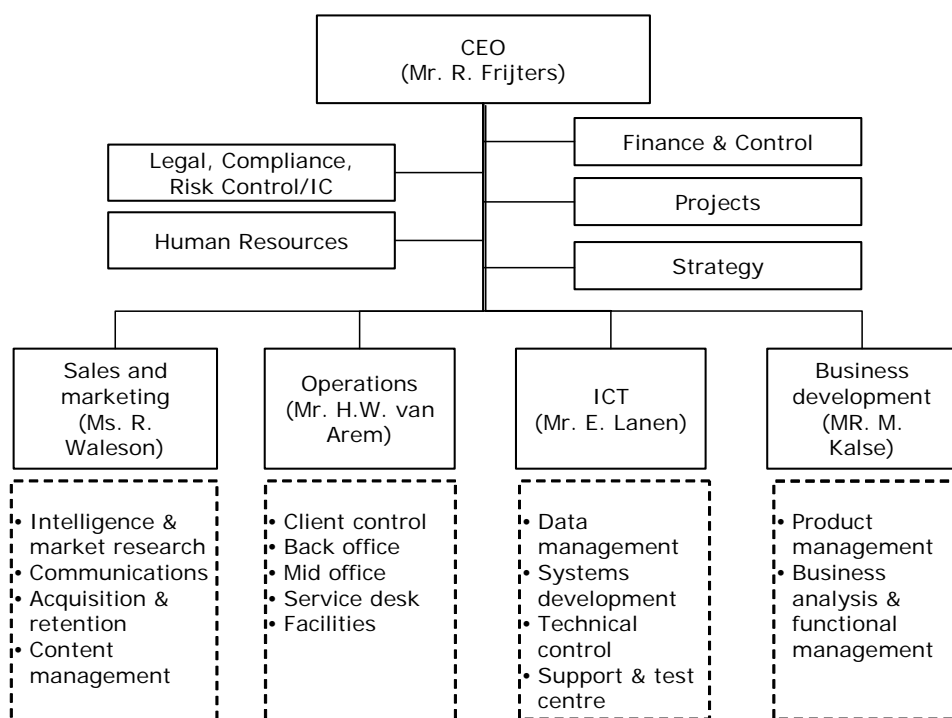 CEO
(Mr. R. Frijters)
Legal, Compliance,
Risk Control/IC
Human Resources
Finance & Control
Projects
Strategy
Sales and
marketing
(Ms. R.
Waleson)
Operations
(Mr. H.W. van
Arem)
ICT
(Mr. E. Lanen)
Business
development
(MR. M.
Kalse)
• Intelligence &
market research
• Communications
• Acquisition &
retention
• Content
management
• Client control
• Back office
• Mid office
• Service desk
• Facilities
• Data
management
• Systems
development
• Technical
control
• Support & test
centre
• Product
management
• Business
analysis &
functional
management